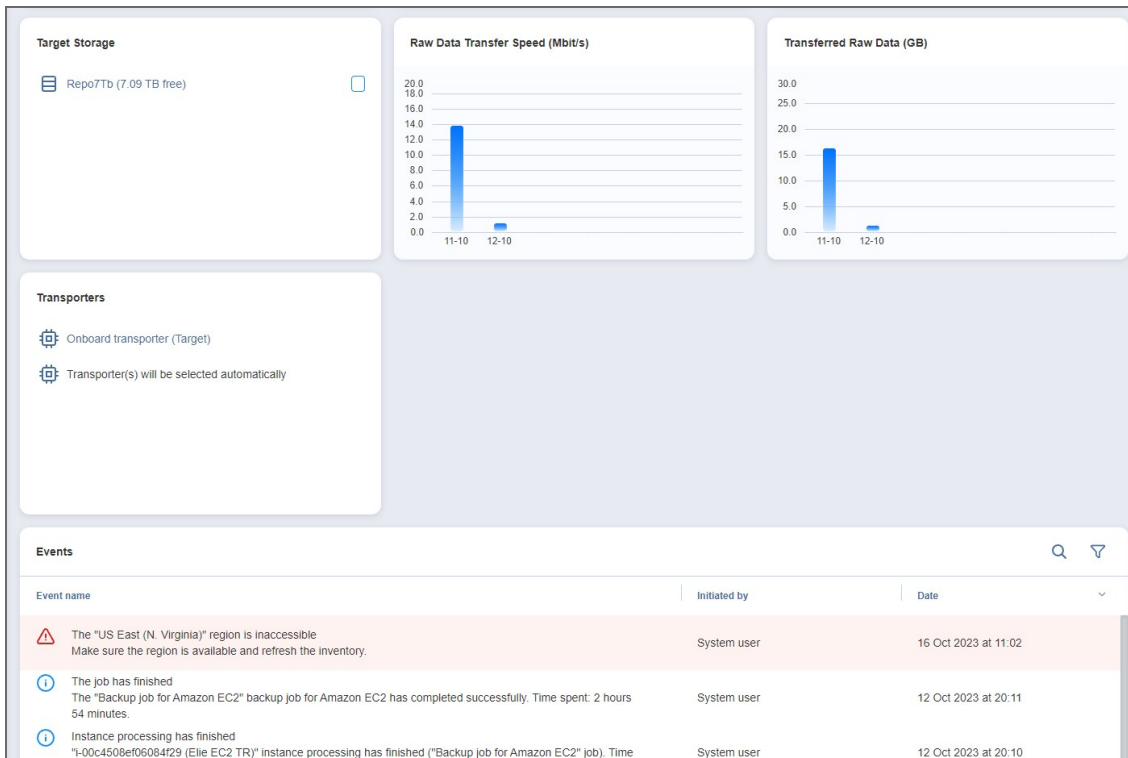 Target Storage
Repo7Tb (7.09 TB free)
Raw Data Transfer Speed (Mbit/s)
20.0
18.0
16.0
14.0
12.0
10.0
8.0
6.0
4.0
2.0
0.0
11-10 12-10
Transferred Raw Data (GB)
30.0
25.0
20.0
15.0
10.0
5.0
0.0
11-10 12-10
Transporters
Onboard transporter (Target)
Transporter(s) will be selected automatically
Events
Event name Initiated by Date
The "US East (N. Virginia)" region is inaccessible
Make sure the region is available and refresh the inventory.
System user 16 Oct 2023 at 11:02
The job has finished
The "Backup job for Amazon EC2" backup job for Amazon EC2 has completed successfully. Time spent: 2 hours
54 minutes.
System user 12 Oct 2023 at 20:11
Instance processing has finished
"i-00c4508ef06084f29 (Elie EC2 TR)" instance processing has finished ("Backup job for Amazon EC2" job). Time
System user 12 Oct 2023 at 20:10